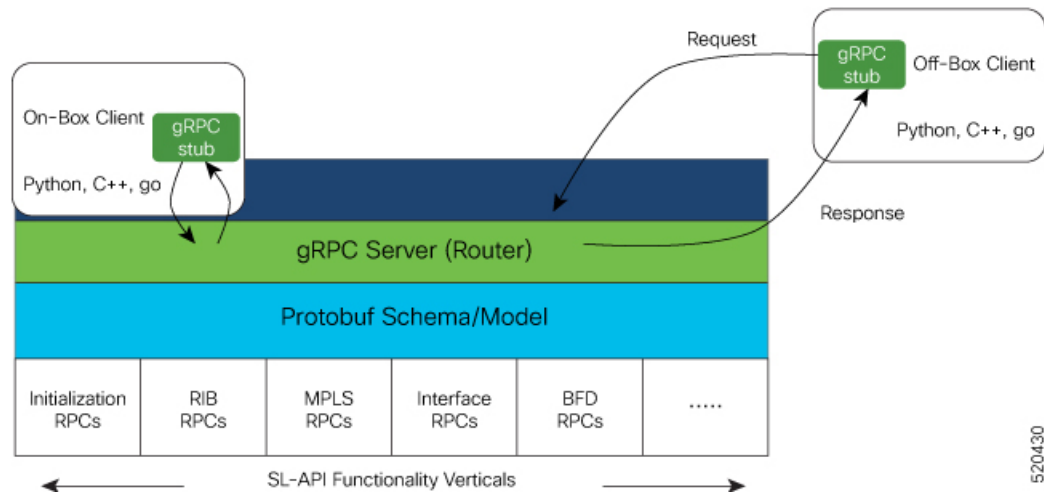 Request
gRPC
stub
Off-Box Client
Python, C++, go
On-Box Client
gRPC
stub
Python, C++, go
Response
gRPC Server (Router)
Protobuf Schema/Model
Initialization
RPCs
RIB
RPCs
MPLS
RPCs
Interface
RPCs
BFD
RPCs
.....
SL-API Functionality Verticals
520430